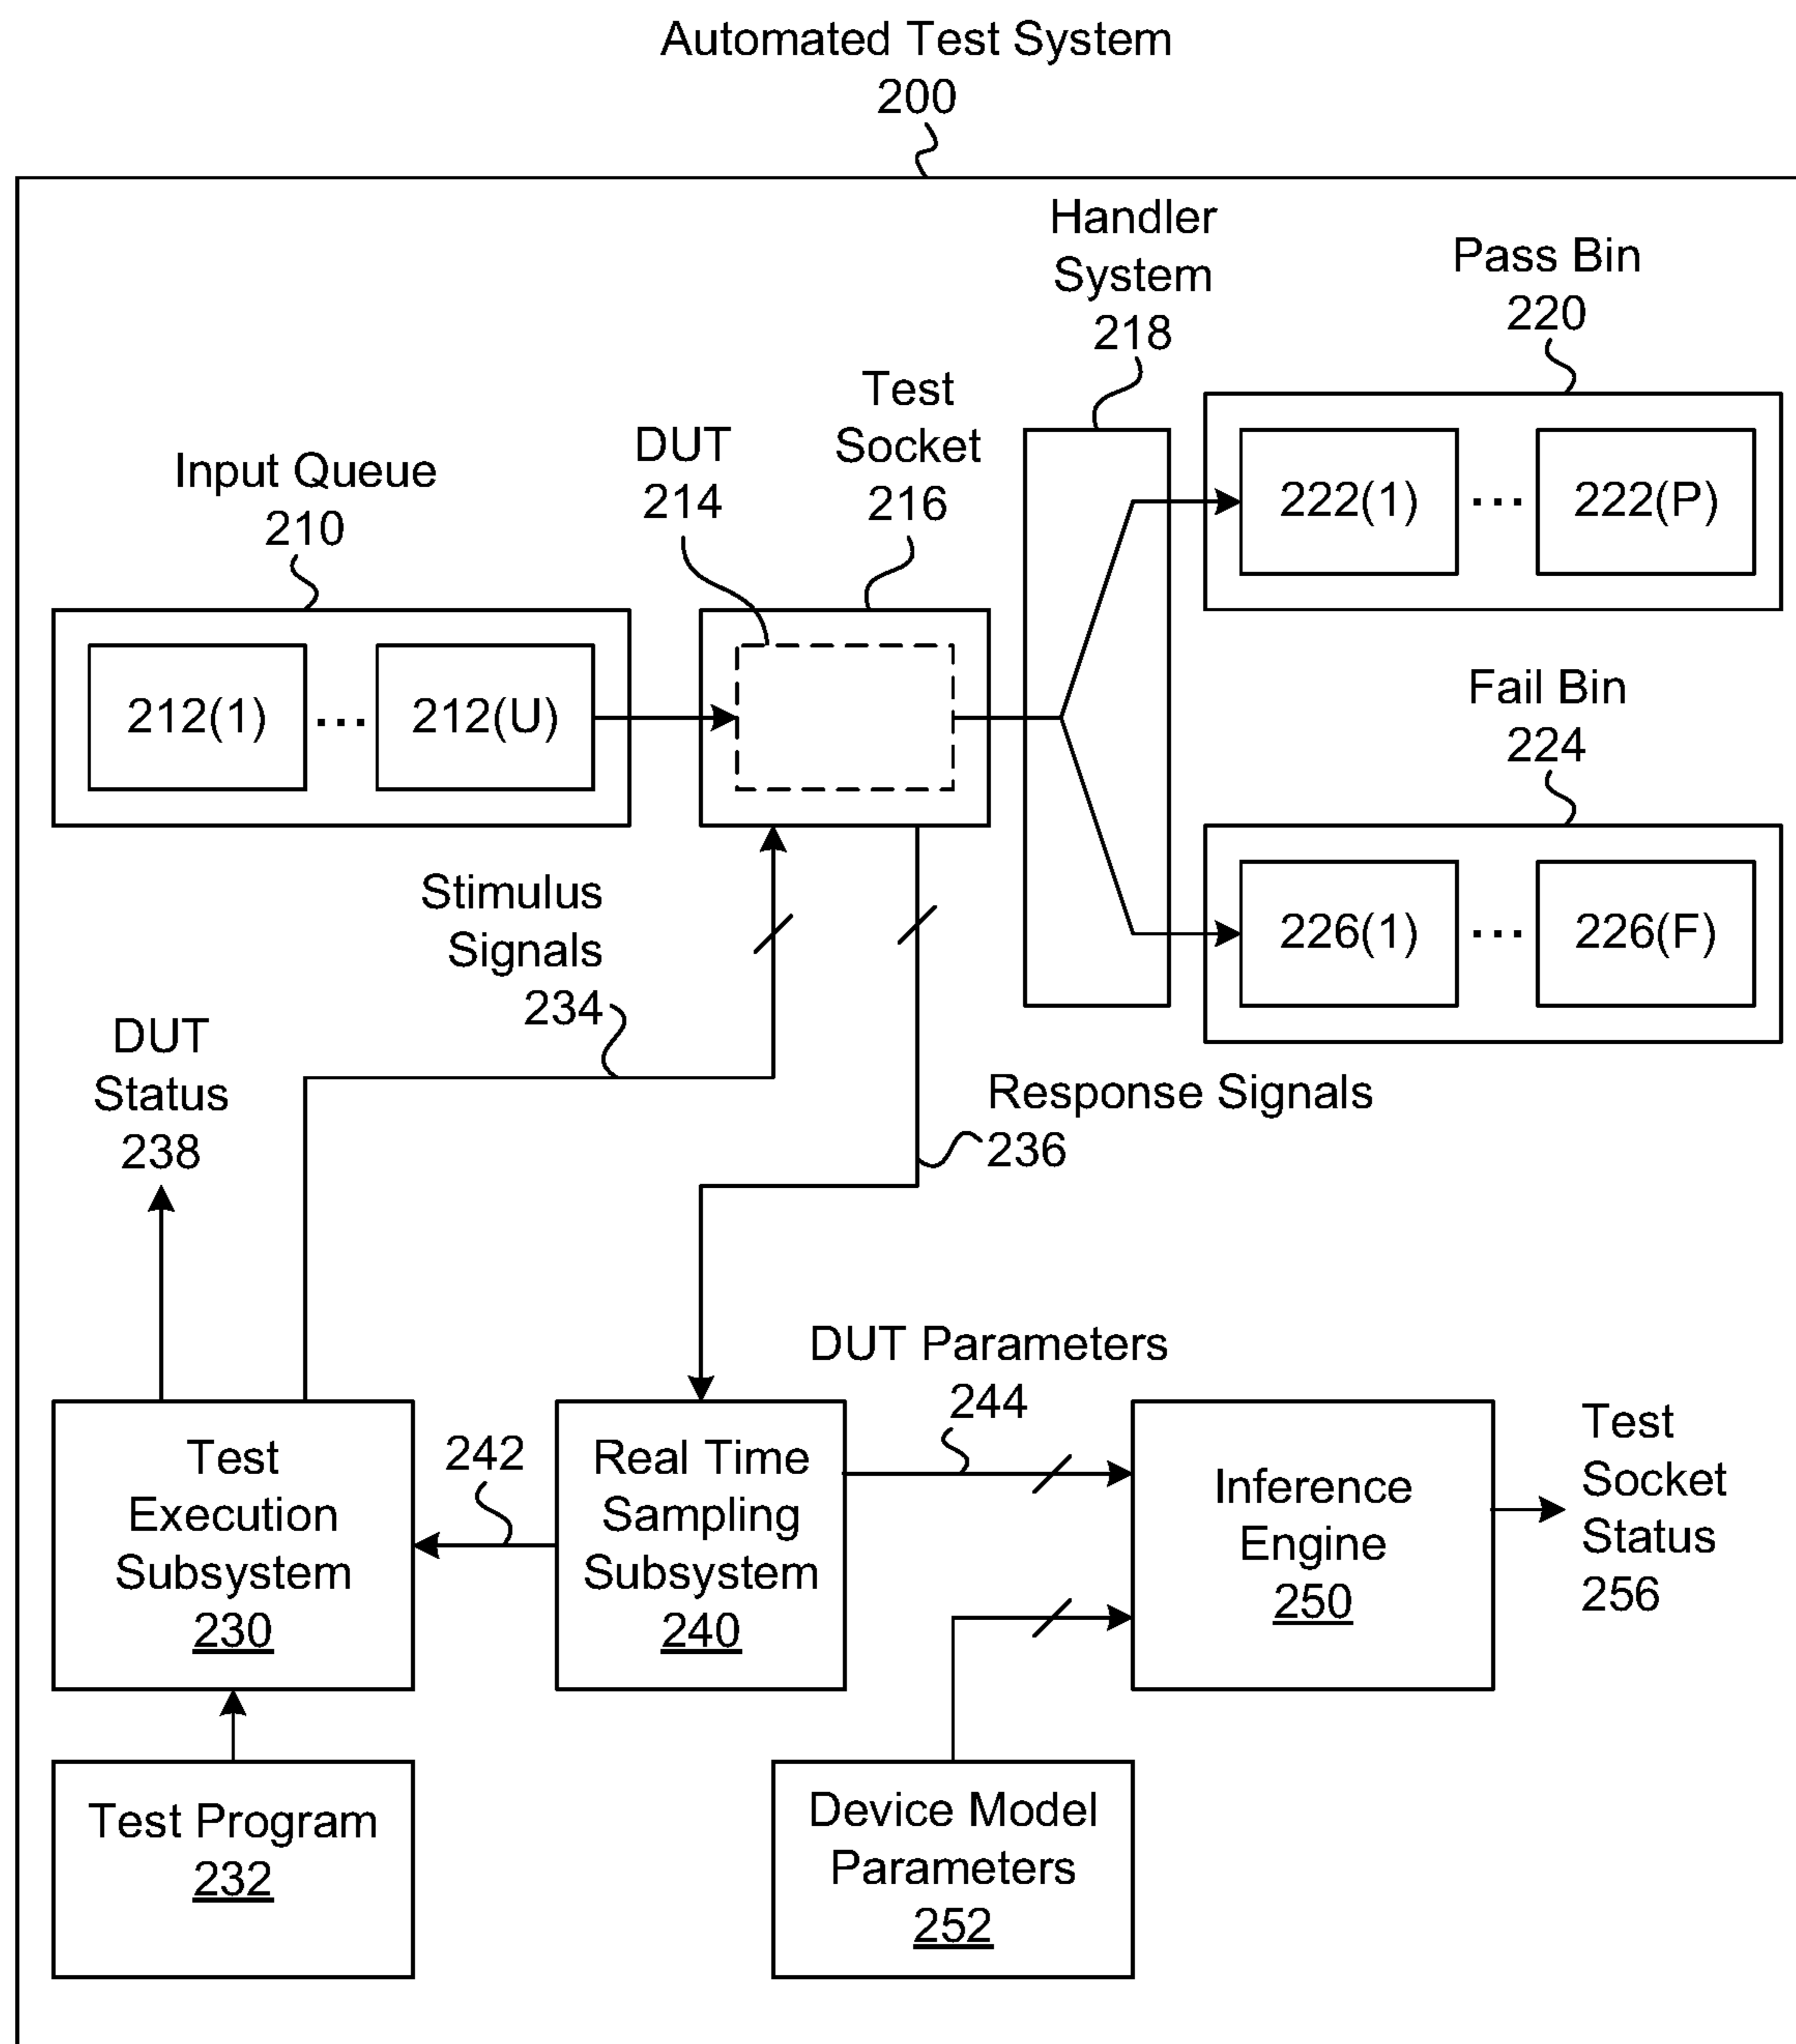 Automated Test System
200
Handler
System
218
Pass Bin
220
Test
Socket
216
DUT
214
Input Queue
210
222(1)
...
222(P)
212(1)
...
212(U)
Fail Bin
224
226(1)
...
226(F)
Stimulus
Signals
234
DUT
Status
238
Response Signals
236
DUT Parameters
244
242
Test
Execution
Subsystem
230
Real Time
Sampling
Subsystem
240
Inference
Engine
250
Test
Socket
Status
256
Test Program
232
Device Model
Parameters
252